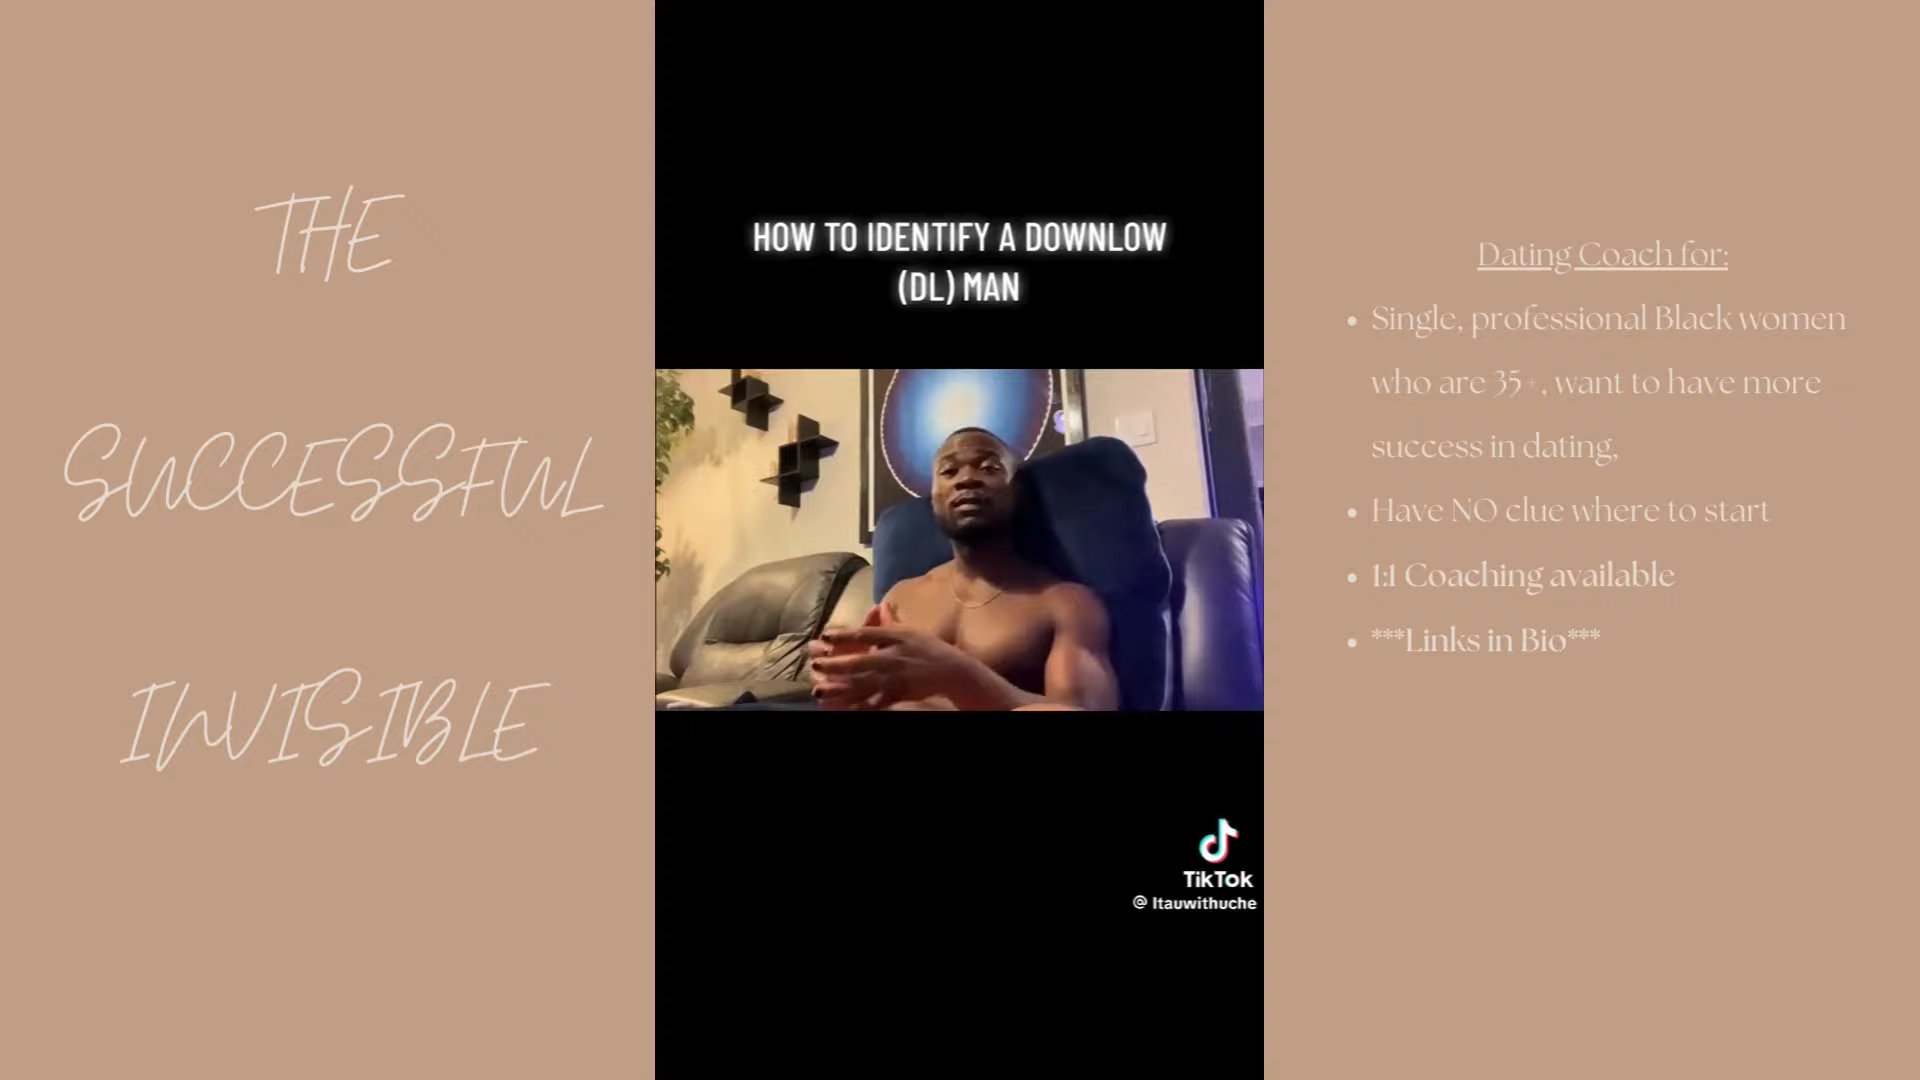 THE
SUCCESSFUL
INVISIBLE
HOW TO IDENTIFY A DOWNLOW
(DL) MAN
TikTok
@ Itauwithuche
Dating Coach for:
• Single, professional Black women
who are 35+, want to have more
success in dating,
• Have NO clue where to start
• 1:1 Coaching available
• ***Links in Bio***